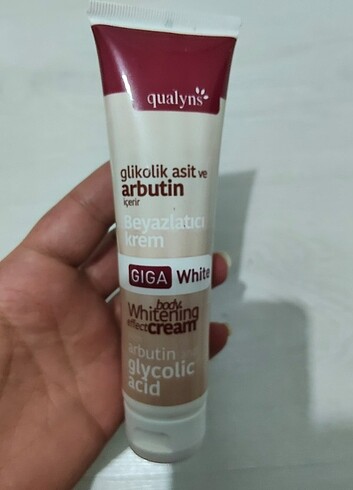 qualyns
glikolik asit ve
arbutin
içerir
Beyazlatıcı
krem
GIGA White
body
Whitening
effect cream
arbutin
glycolic
acid